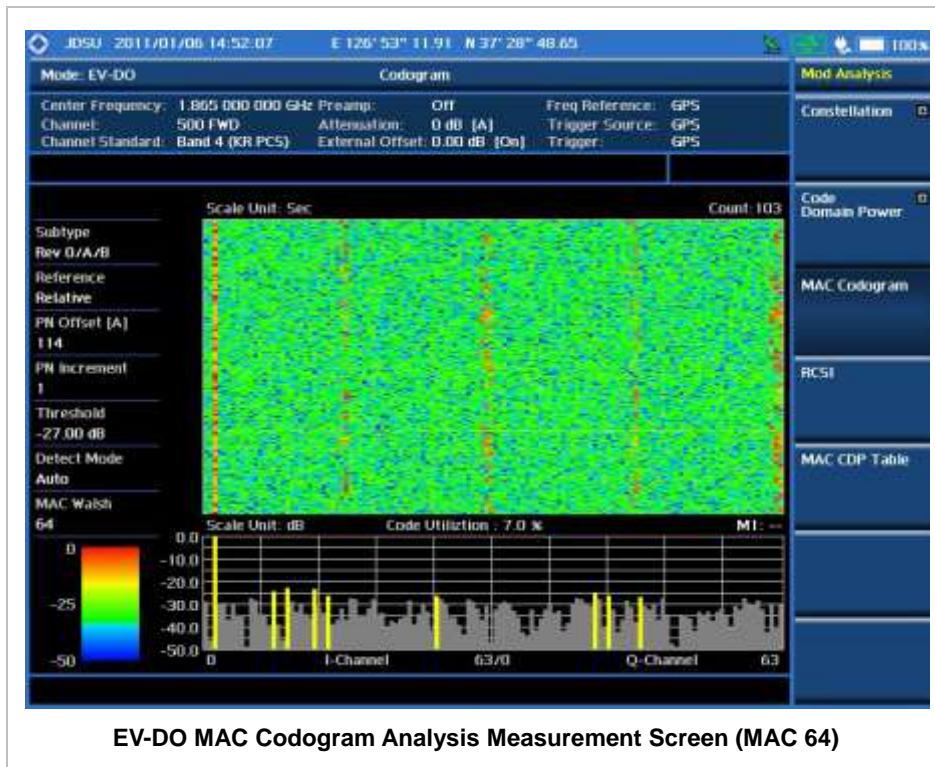 JDSU 2011/01/06 14:52:07 E 126° 53" 11.91 N 37° 28" 48.65 100%
Mode: EV-DO Codogram Mod Analysis
Center Frequency: 1.865 000 000 GHz Preamp: Off Freq Reference: GPS
Channel: 500 FWD Attenuation: 0 dB [A] Trigger Source: GPS
Channel Standard: Band 4 (KR PCS) External Offset: 0.00 dB [On] Trigger: GPS
Constellation
Code
Domain Power
MAC Codogram
RCSI
MAC CDP Table
Scale Unit: Sec Count: 103
Subtype
Rev 0/A/B
Reference
Relative
PN Offset [A]
114
PN Increment
1
Threshold
-27.00 dB
Detect Mode
Auto
MAC Walsh
64
Scale Unit: dB Code Utiliztion : 7.0 % M1: --
0
-25
-50
0.0
-10.0
-20.0
-30.0
-40.0
-50.0
0 I-Channel 63/0 Q-Channel 63
EV-DO MAC Codogram Analysis Measurement Screen (MAC 64)